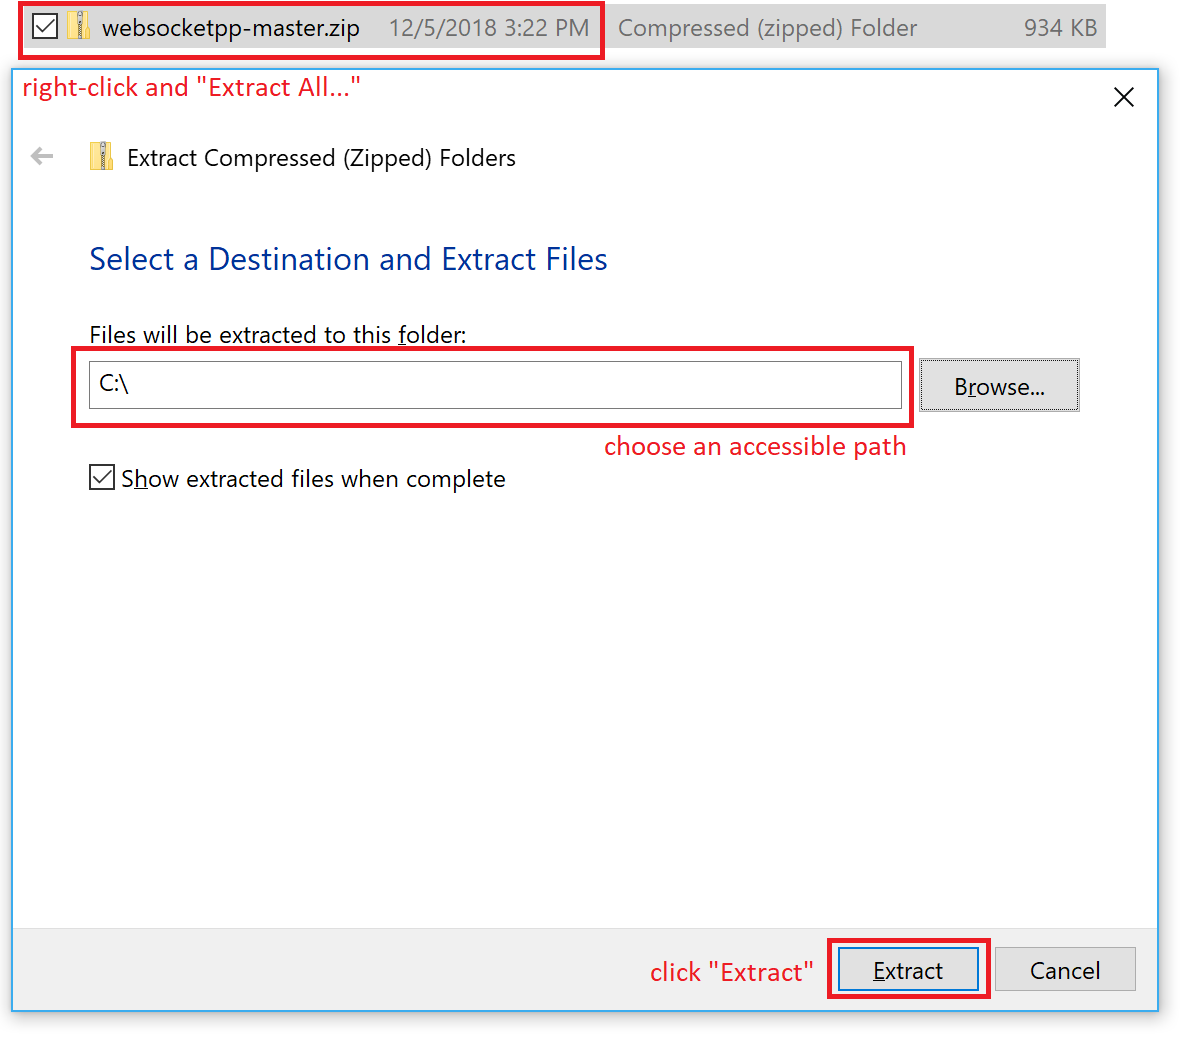 websocketpp-master.zip 12/5/2018 3:22 PM Compressed (zipped) Folder 934 KB
right-click and "Extract All..."
Extract Compressed (Zipped) Folders
Select a Destination and Extract Files
Files will be extracted to this folder:
C:\
Browse...
choose an accessible path
Show extracted files when complete
click "Extract"
Extract
Cancel